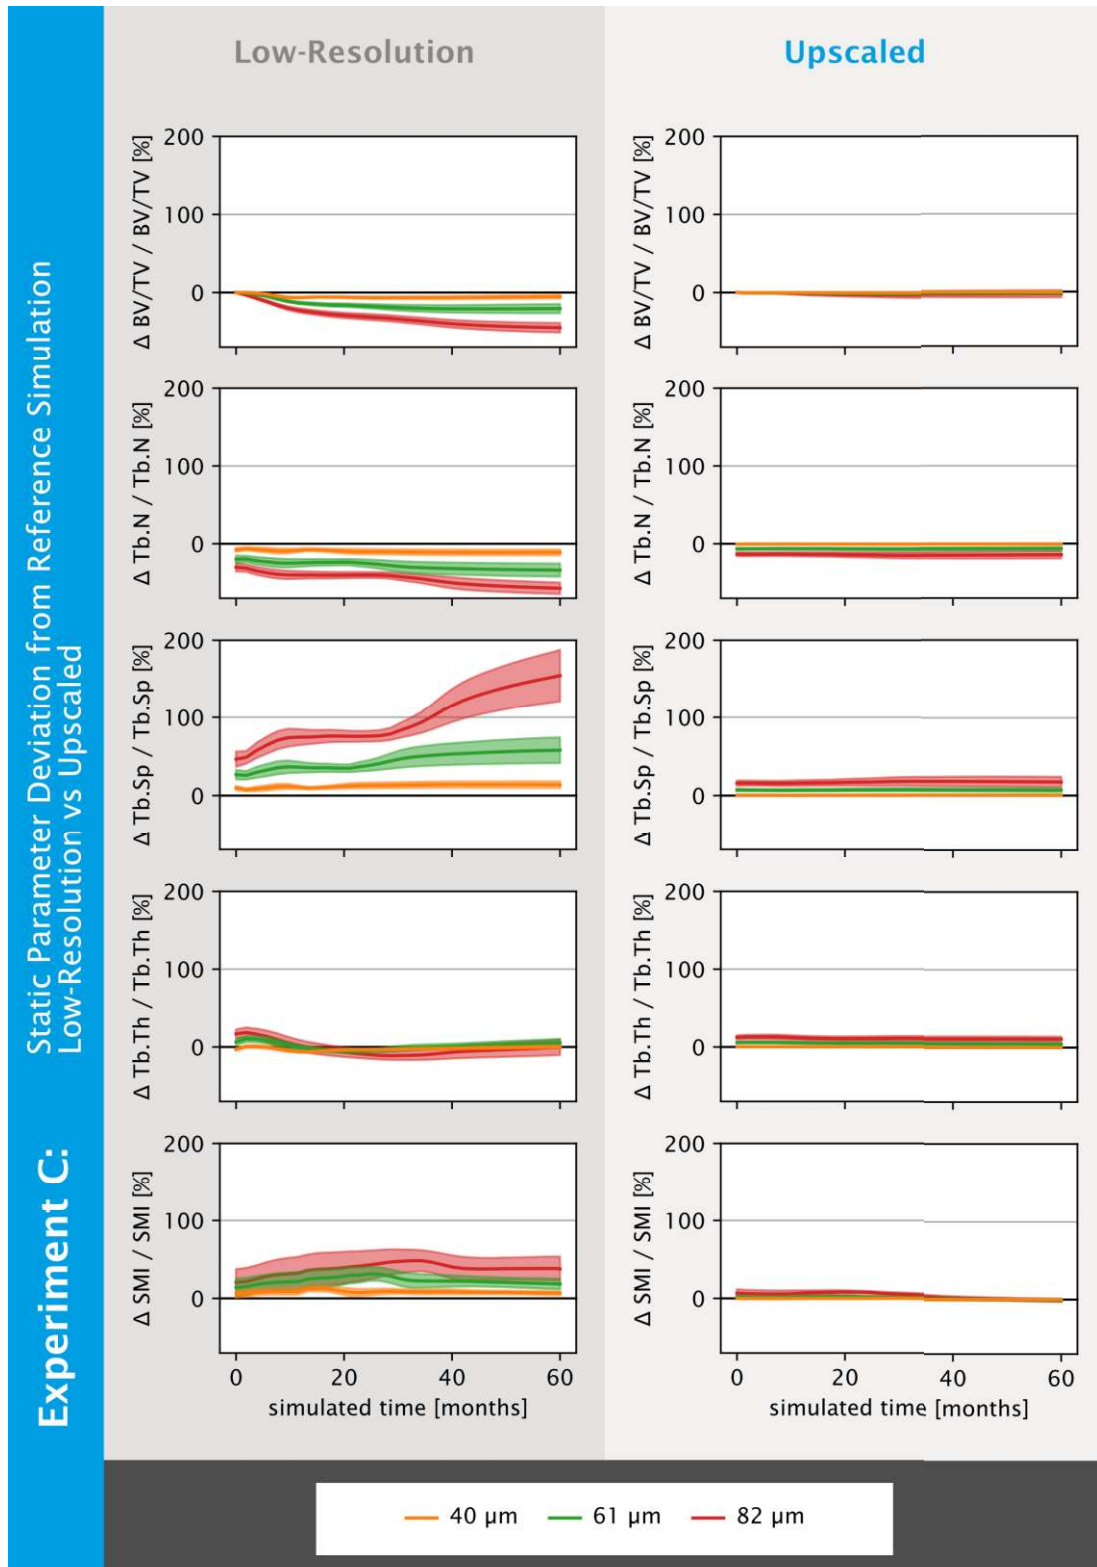 Experiment C:
Static Parameter Deviation from Reference Simulation
Low-Resolution vs Upscaled
Low-Resolution
Upscaled
Δ BV/TV / BV/TV [%]
200
100
0
Δ BV/TV / BV/TV [%]
200
100
0
Δ Tb.N / Tb.N [%]
200
100
0
Δ Tb.N / Tb.N [%]
200
100
0
Δ Tb.Sp / Tb.Sp [%]
200
100
0
Δ Tb.Sp / Tb.Sp [%]
200
100
0
Δ Tb.Th / Tb.Th [%]
200
100
0
Δ Tb.Th / Tb.Th [%]
200
100
0
Δ SMI / SMI [%]
200
100
0
0 20 40 60
simulated time [months]
Δ SMI / SMI [%]
200
100
0
0 20 40 60
simulated time [months]
40 µm 61 µm 82 µm